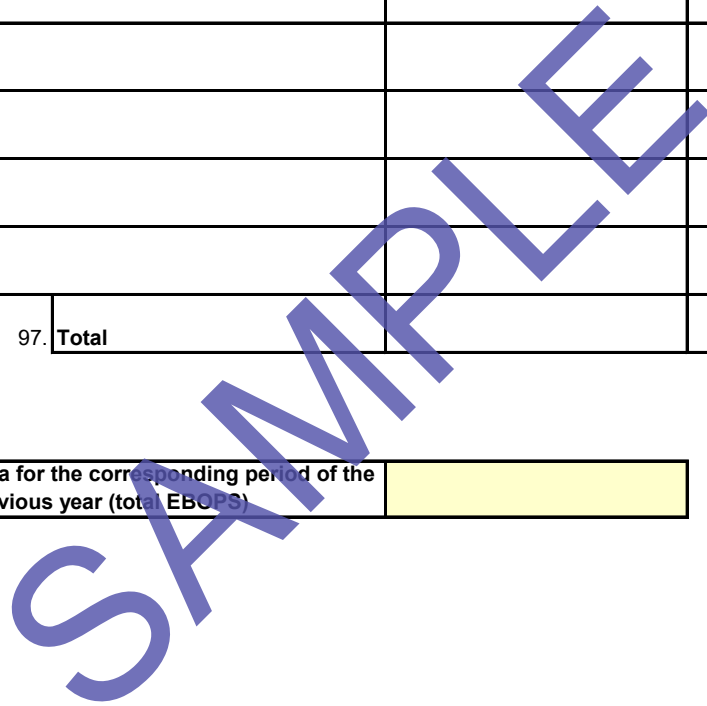 97. Total
a for the corresponding period of the
vious year (total EBOPS)
SAMPLE